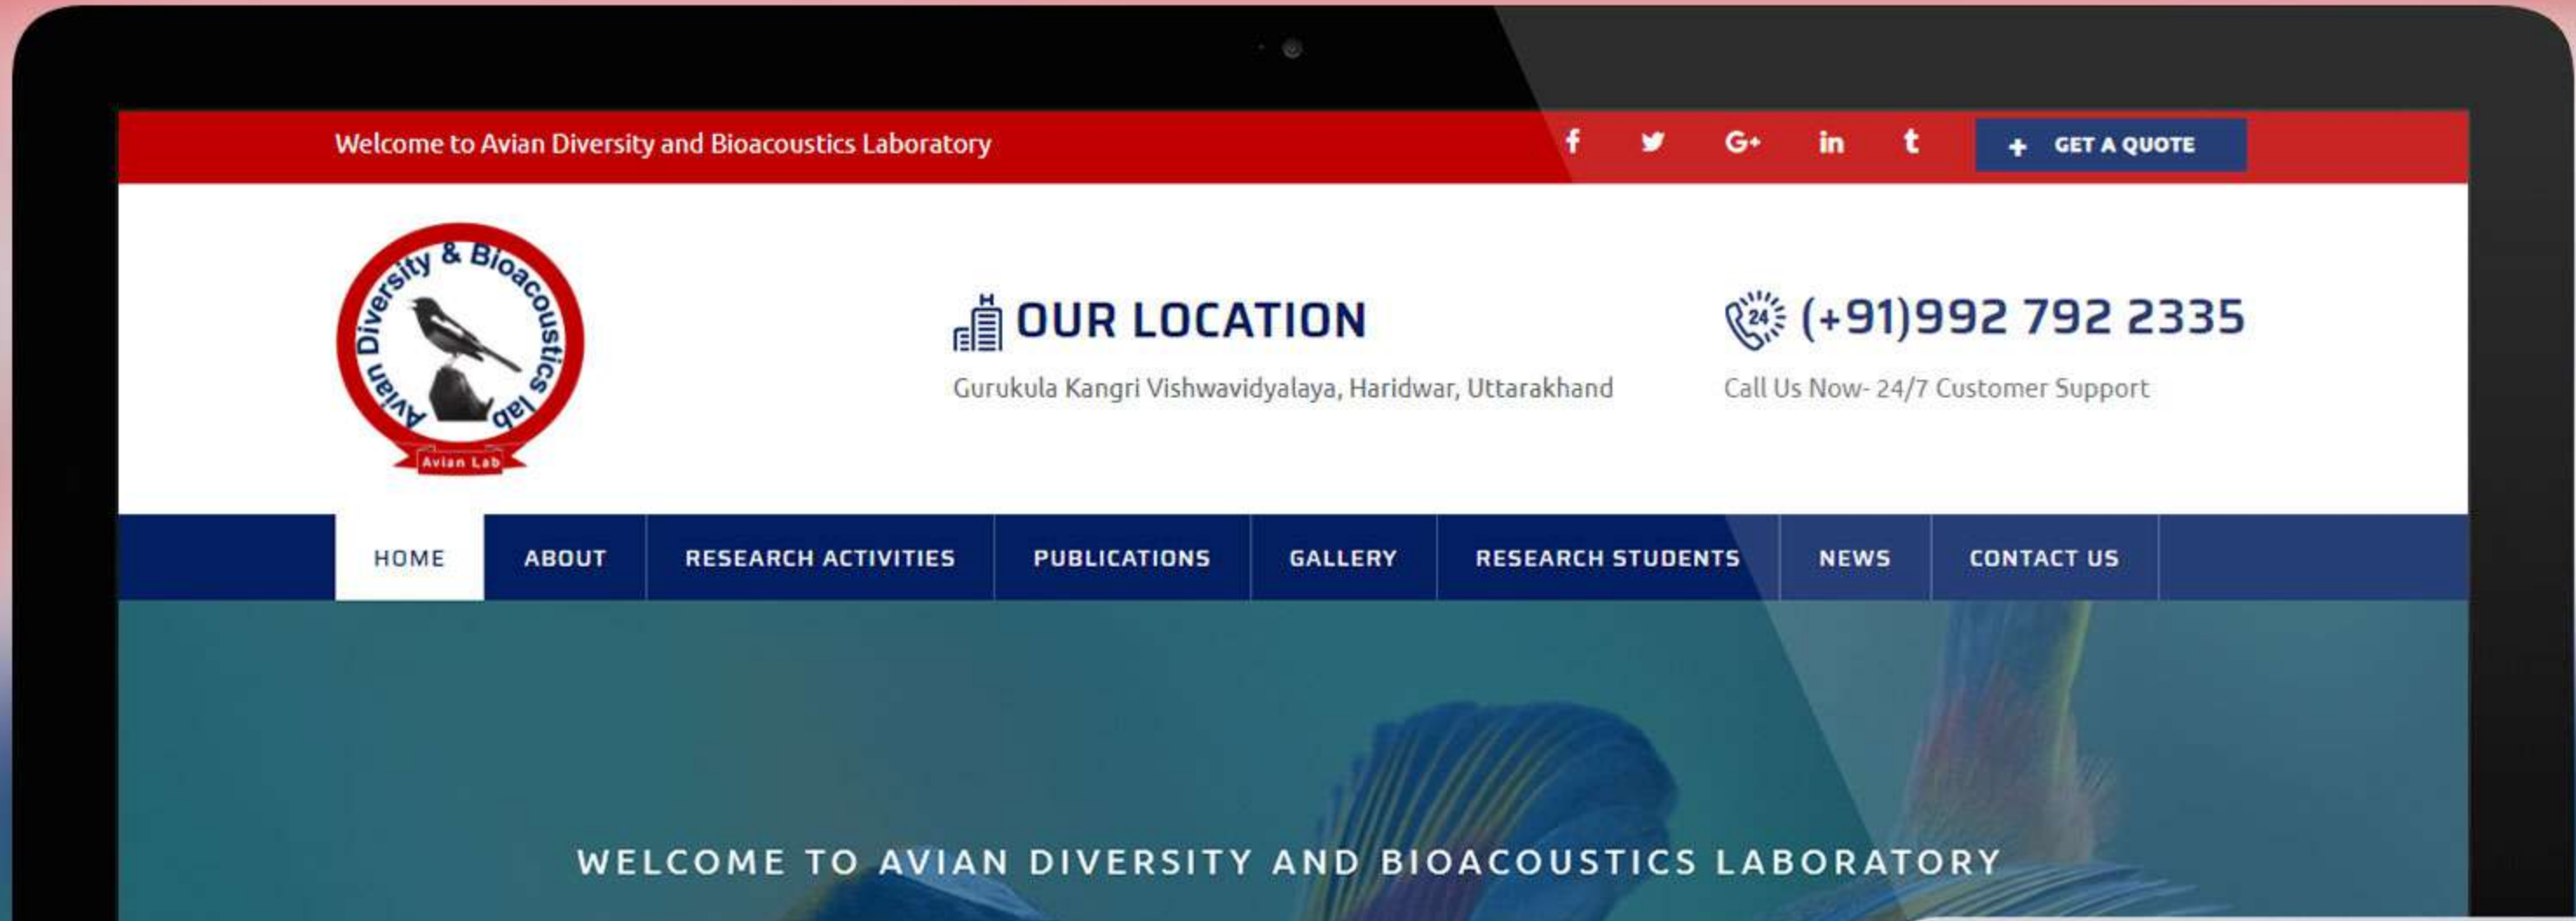 Welcome to Avian Diversity and Bioacoustics Laboratory
f G+ in t
+ GET A QUOTE
Avian Diversity & Bioacoustics lab
Avian Lab
OUR LOCATION
Gurukula Kangri Vishwavidyalaya, Haridwar, Uttarakhand
24 (+91)992 792 2335
Call Us Now- 24/7 Customer Support
HOME ABOUT RESEARCH ACTIVITIES PUBLICATIONS GALLERY RESEARCH STUDENTS NEWS CONTACT US
WELCOME TO AVIAN DIVERSITY AND BIOACOUSTICS LABORATORY